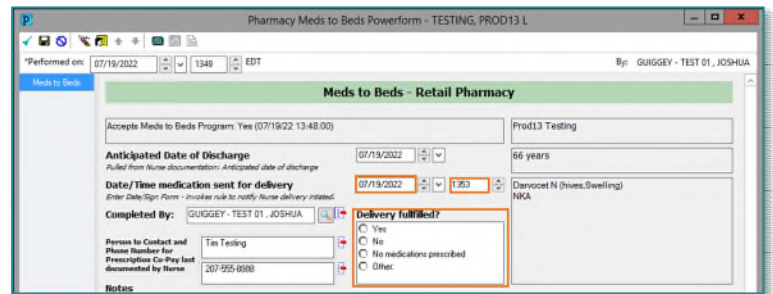 Pharmacy Meds to Beds Powerform - TESTING, PROD13 L
*Performed on: 07/19/2022 1349 EDT By: GUIGGEY - TEST 01 , JOSHUA
Meds to Beds
Meds to Beds - Retail Pharmacy
Accepts Meds to Beds Program: Yes (07/19/22 13:48:00) Prod13 Testing
Anticipated Date of Discharge 07/19/2022 66 years
Pulled from Nurse documentation: Anticipated date of discharge
Date/Time medication sent for delivery 07/19/2022 1353 Darvocet N (hives,Swelling)
Enter Date/Sign Form - Invokes rule to notify Nurse delivery intiated. NKA
Completed By: GUIGGEY - TEST 01 , JOSHUA Delivery fullfilled?
Yes
No
No medications prescribed
Other:
Person to Contact and
Phone Number for
Prescription Co-Pay last
documented by Nurse
Tim Testing
207-555-8888
Notes